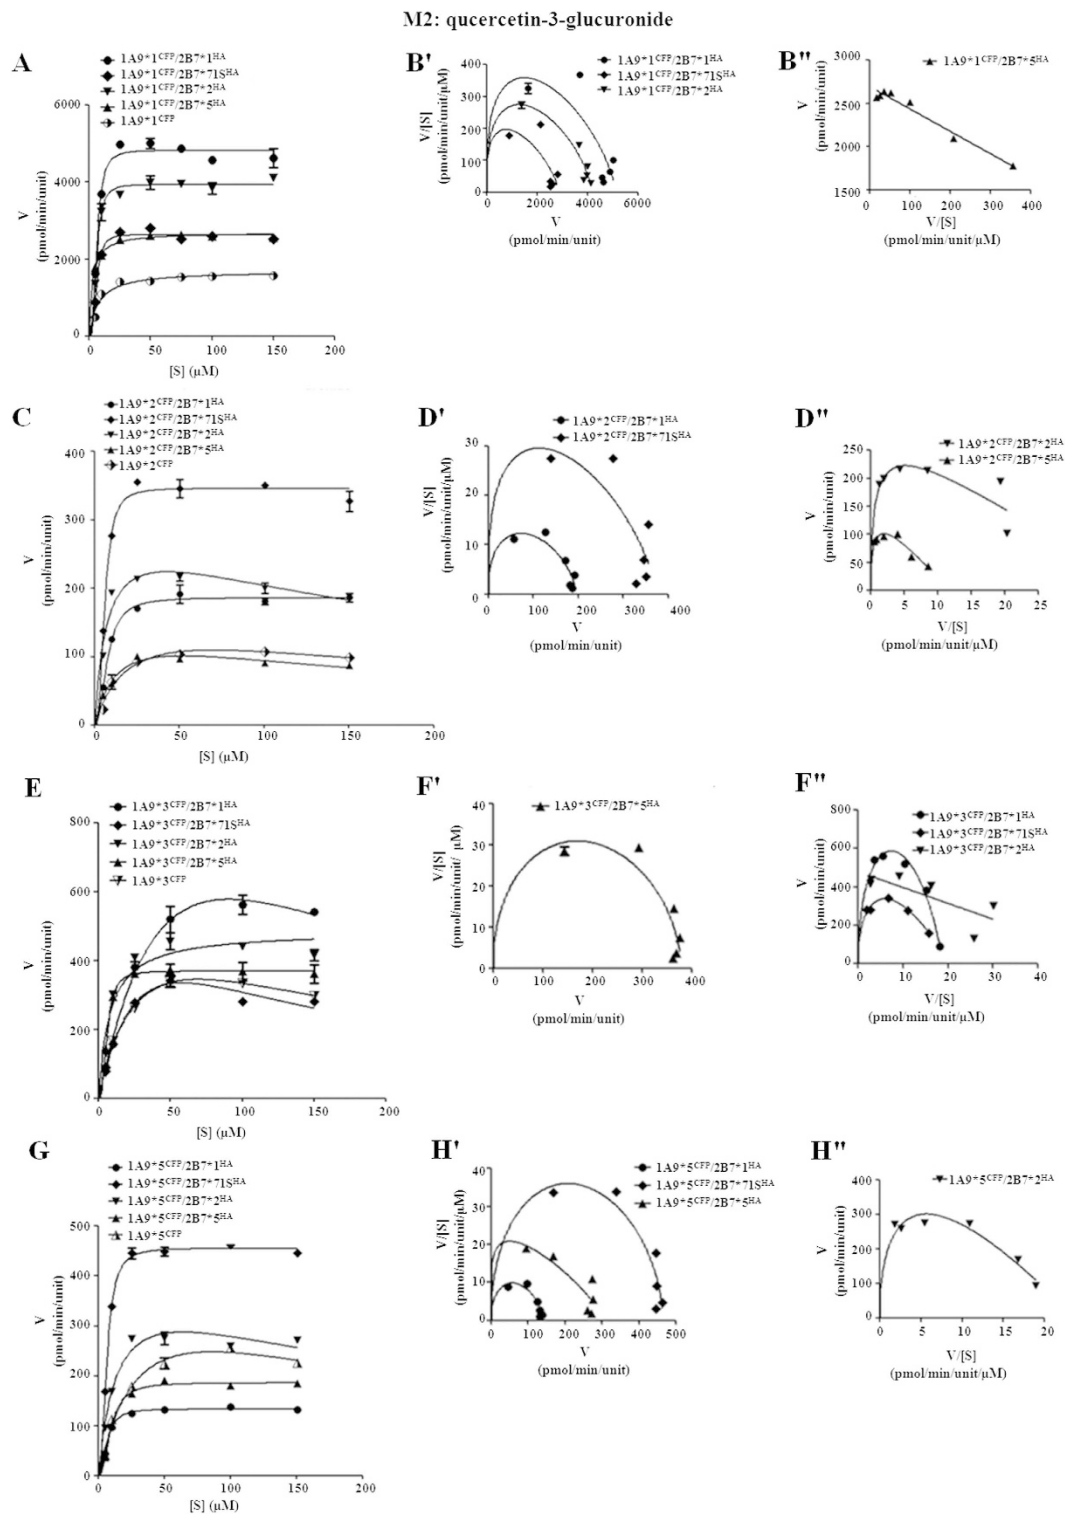 M2: qucercetin-3-glucuronide
A
1A9*1CFP/2B7*1HA
1A9*1CFP/2B7*71SHA
1A9*1CFP/2B7*2HA
1A9*1CFP/2B7*5HA
1A9*1CFP
6000
4000
2000
0
V
(pmol/min/unit)
0 50 100 150 200
[S] (µM)
B'
1A9*1CFP/2B7*1HA
1A9*1CFP/2B7*71SHA
1A9*1CFP/2B7*2HA
400
300
200
100
0
V/[S]
(pmol/min/unit/µM)
0 2000 4000 6000
V
(pmol/min/unit)
B"
1A9*1CFP/2B7*5HA
3000
2500
2000
1500
V
(pmol/min/unit)
0 100 200 300 400
V/[S]
(pmol/min/unit/µM)
C
1A9*2CFP/2B7*1HA
1A9*2CFP/2B7*71SHA
1A9*2CFP/2B7*2HA
1A9*2CFP/2B7*5HA
1A9*2CFP
400
300
200
100
0
V
(pmol/min/unit)
0 50 100 150 200
[S] (µM)
D'
1A9*2CFP/2B7*1HA
1A9*2CFP/2B7*71SHA
30
20
10
0
V/[S]
(pmol/min/unit/µM)
0 100 200 300 400
V
(pmol/min/unit)
D"
1A9*2CFP/2B7*2HA
1A9*2CFP/2B7*5HA
250
200
150
100
50
0
V
(pmol/min/unit)
0 5 10 15 20 25
V/[S]
(pmol/min/unit/µM)
E
1A9*3CFP/2B7*1HA
1A9*3CFP/2B7*71SHA
1A9*3CFP/2B7*2HA
1A9*3CFP/2B7*5HA
1A9*3CFP
800
600
400
200
0
V
(pmol/min/unit)
0 50 100 150 200
[S] (µM)
F'
1A9*3CFP/2B7*5HA
40
30
20
10
0
V/[S]
(pmol/min/unit/ µM)
0 100 200 300 400
V
(pmol/min/unit)
F"
1A9*3CFP/2B7*1HA
1A9*3CFP/2B7*71SHA
1A9*3CFP/2B7*2HA
800
600
400
200
0
V
(pmol/min/unit)
0 10 20 30 40
V/[S]
(pmol/min/unit/µM)
G
1A9*5CFP/2B7*1HA
1A9*5CFP/2B7*71SHA
1A9*5CFP/2B7*2HA
1A9*5CFP/2B7*5HA
1A9*5CFP
500
400
300
200
100
0
V
(pmol/min/unit)
0 50 100 150 200
[S] (µM)
H'
1A9*5CFP/2B7*1HA
1A9*5CFP/2B7*71SHA
1A9*5CFP/2B7*5HA
40
30
20
10
0
V/[S]
(pmol/min/unit/µM)
0 100 200 300 400 500
V
(pmol/min/unit)
H"
1A9*5CFP/2B7*2HA
400
300
200
100
0
V
(pmol/min/unit)
0 5 10 15 20
V/[S]
(pmol/min/unit/µM)